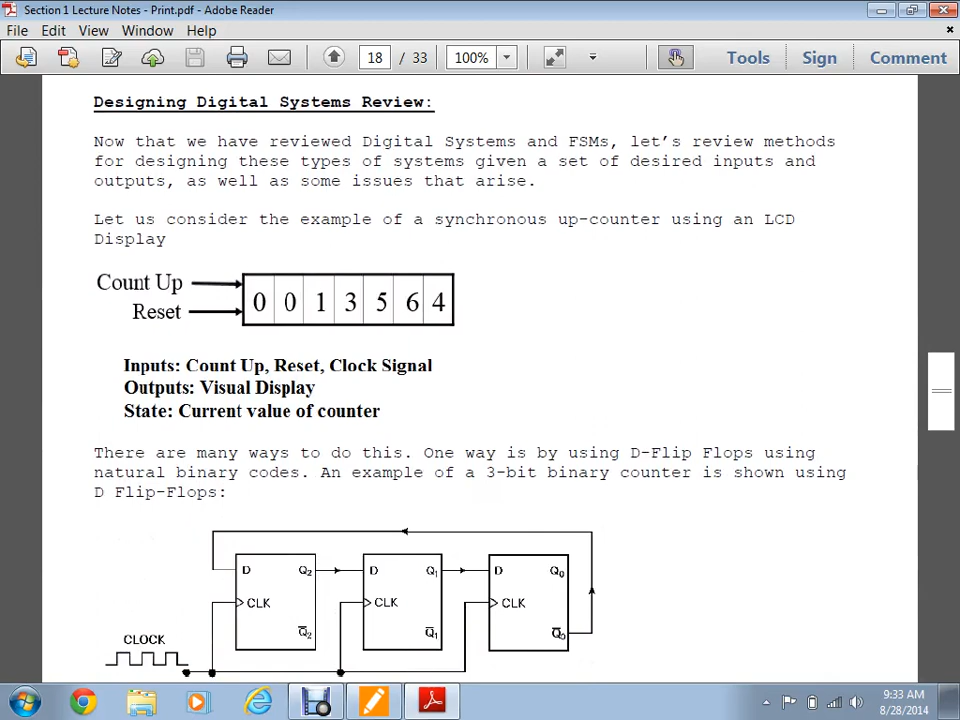 Section 1 Lecture Notes - Print.pdf - Adobe Reader
File Edit View Window Help
18 / 33 100% Tools Sign Comment
Designing Digital Systems Review:
Now that we have reviewed Digital Systems and FSMs, let's review methods
for designing these types of systems given a set of desired inputs and
outputs, as well as some issues that arise.
Let us consider the example of a synchronous up-counter using an LCD
Display
Count Up
Reset
0 0 1 3 5 6 4
Inputs: Count Up, Reset, Clock Signal
Outputs: Visual Display
State: Current value of counter
There are many ways to do this. One way is by using D-Flip Flops using
natural binary codes. An example of a 3-bit binary counter is shown using
D Flip-Flops:
D Q2 D Q1 D Q0
CLK CLK CLK
Q̅2 Q̅1 Q̅0
CLOCK
9:33 AM
8/28/2014